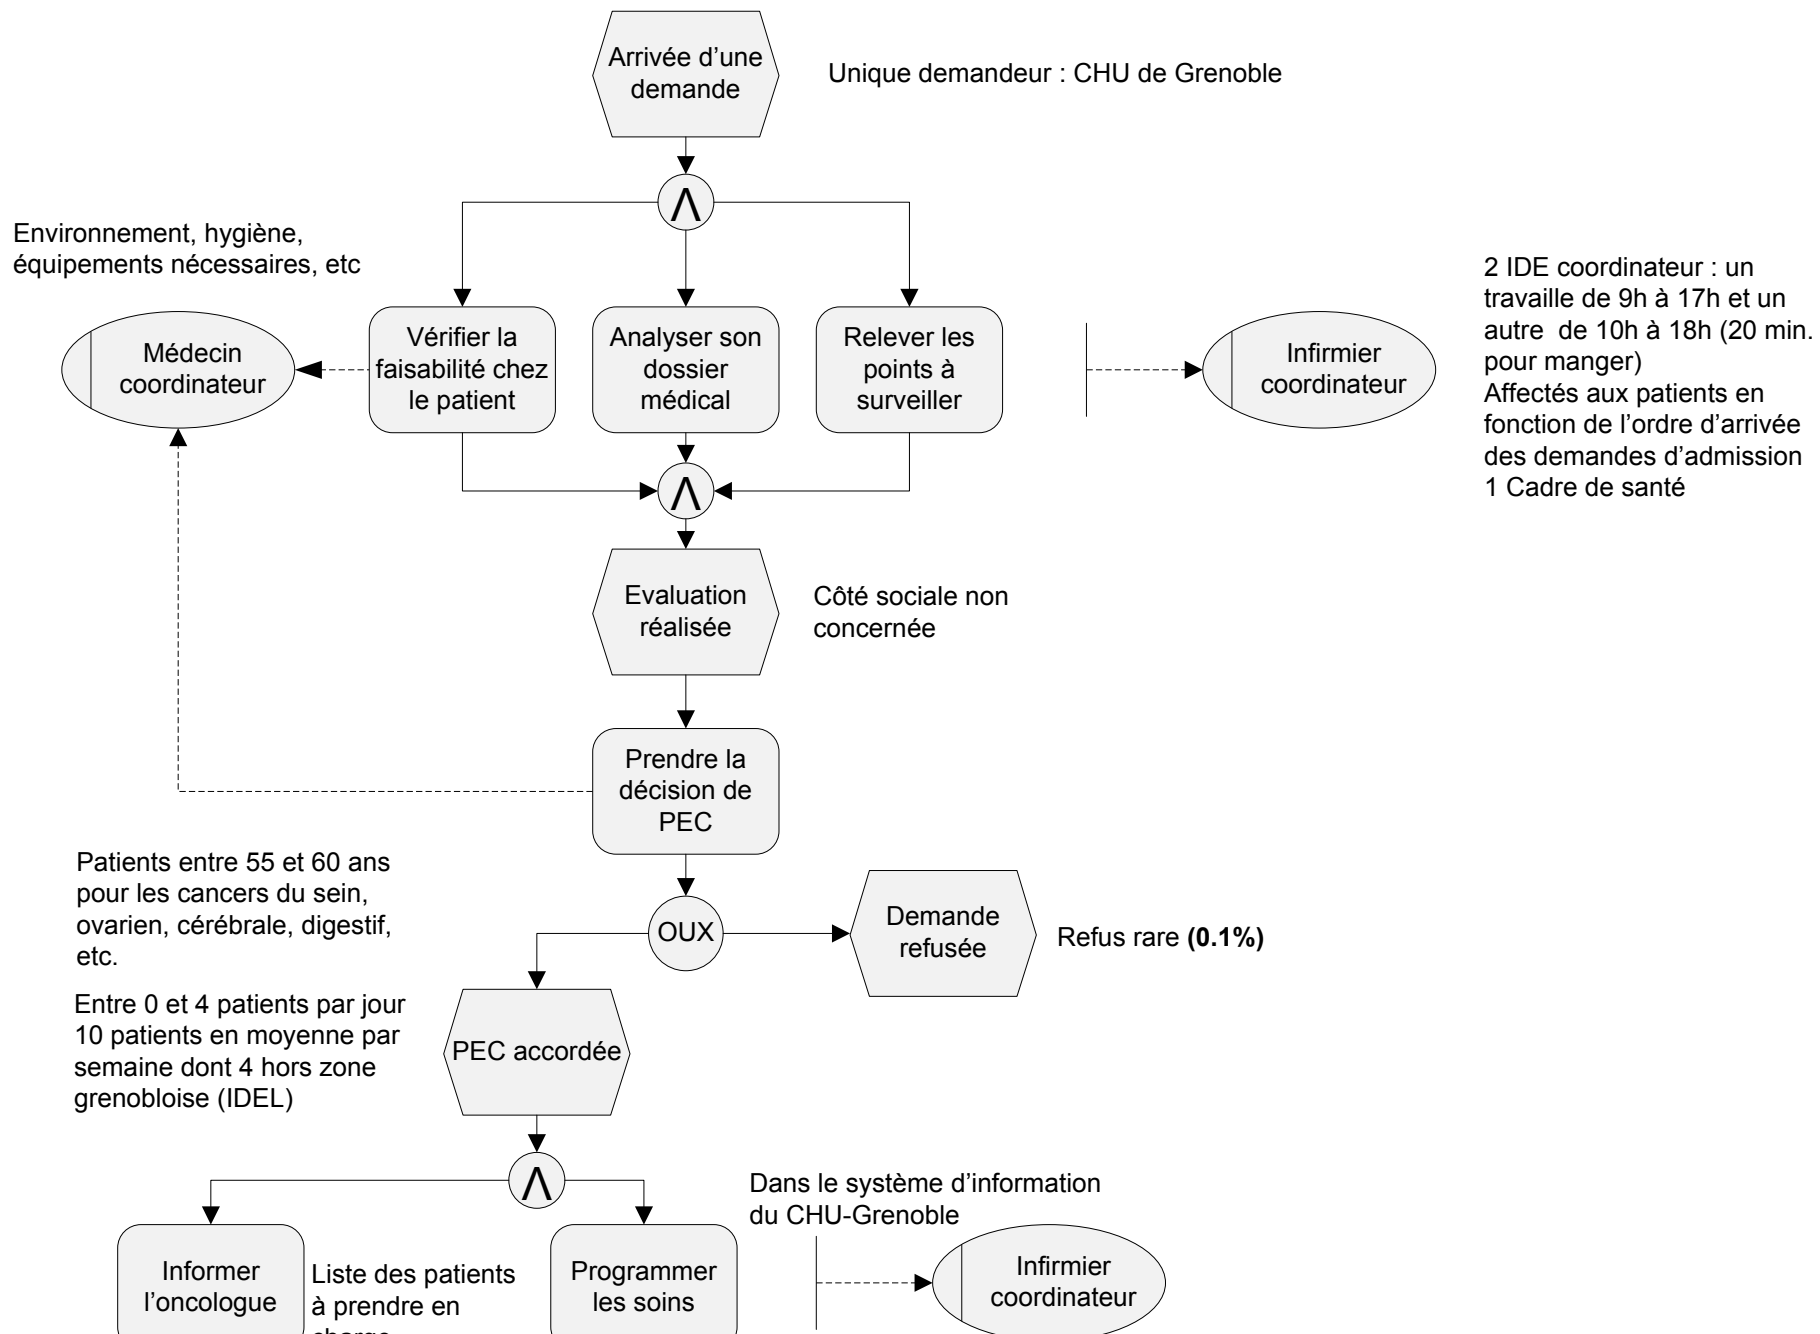 Arrivée d’une
demande
Unique demandeur : CHU de Grenoble
Λ
Environnement, hygiène,
équipements nécessaires, etc
Médecin
coordinateur
Vérifier la
faisabilité chez
le patient
Analyser son
dossier
médical
Relever les
points à
surveiller
Infirmier
coordinateur
2 IDE coordinateur : un
travaille de 9h à 17h et un
autre de 10h à 18h (20 min.
pour manger)
Affectés aux patients en
fonction de l’ordre d’arrivée
des demandes d’admission
1 Cadre de santé
Λ
Evaluation
réalisée
Côté sociale non
concernée
Prendre la
décision de
PEC
Patients entre 55 et 60 ans
pour les cancers du sein,
ovarien, cérébrale, digestif,
etc.
OUX
Demande
refusée
Refus rare (0.1%)
Entre 0 et 4 patients par jour
10 patients en moyenne par
semaine dont 4 hors zone
grenobloise (IDEL)
PEC accordée
Λ
Dans le système d’information
du CHU-Grenoble
Informer
l’oncologue
Liste des patients
à prendre en
charge
Programmer
les soins
Infirmier
coordinateur